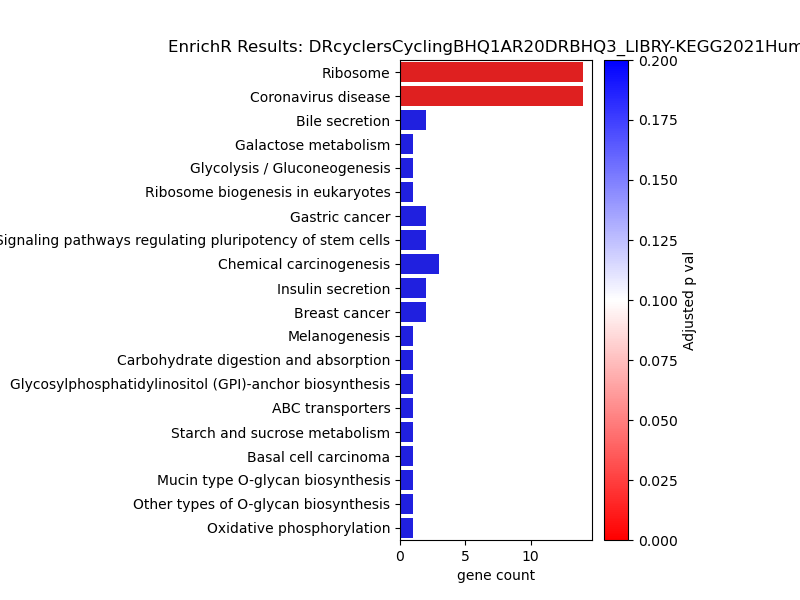 EnrichR Results: DRcyclersCyclingBHQ1AR20DRBHQ3_LIBRY-KEGG2021Hum
Ribosome
Coronavirus disease
Bile secretion
Galactose metabolism
Glycolysis / Gluconeogenesis
Ribosome biogenesis in eukaryotes
Gastric cancer
Signaling pathways regulating pluripotency of stem cells
Chemical carcinogenesis
Insulin secretion
Breast cancer
Melanogenesis
Carbohydrate digestion and absorption
Glycosylphosphatidylinositol (GPI)-anchor biosynthesis
ABC transporters
Starch and sucrose metabolism
Basal cell carcinoma
Mucin type O-glycan biosynthesis
Other types of O-glycan biosynthesis
Oxidative phosphorylation
0 5 10
gene count
0.200
0.175
0.150
0.125
0.100
0.075
0.050
0.025
0.000
Adjusted p val